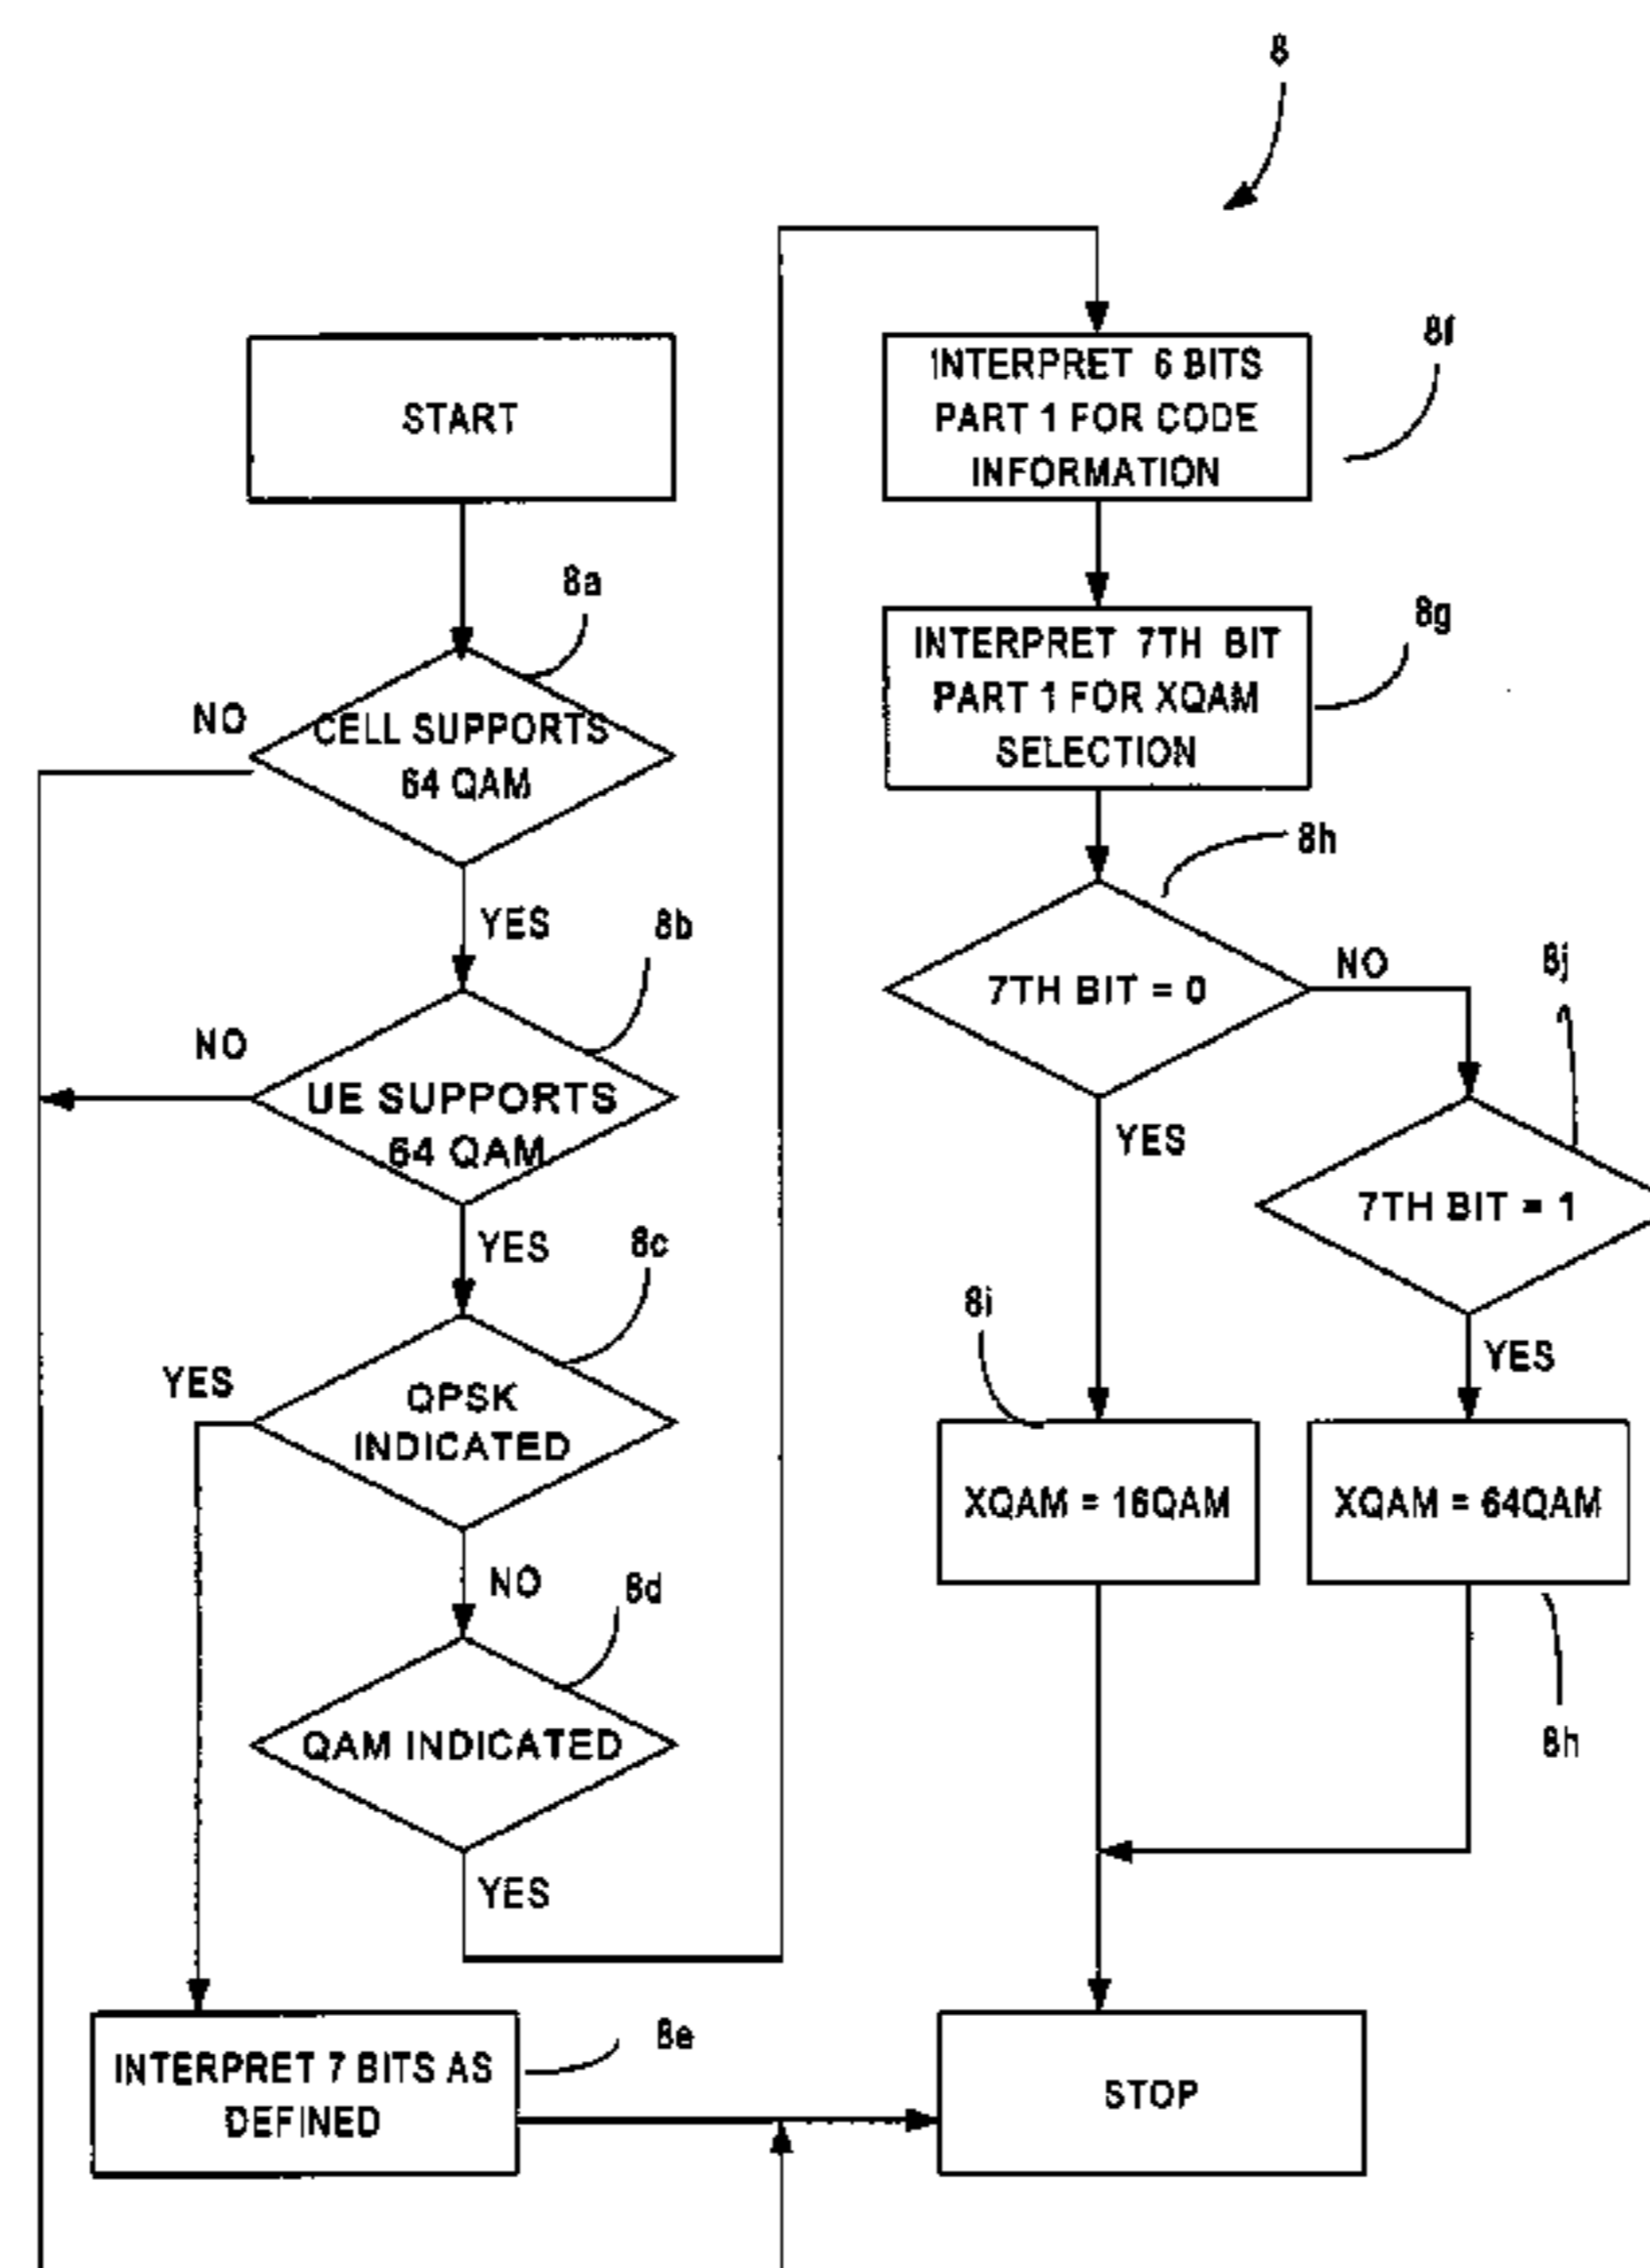 8
START
8a
NO
CELL SUPPORTS
64 QAM
YES
8b
NO
UE SUPPORTS
64 QAM
YES
8c
YES
QPSK
INDICATED
NO
8d
QAM INDICATED
YES
INTERPRET 7 BITS AS
DEFINED
8e
INTERPRET 6 BITS
PART 1 FOR CODE
INFORMATION
8f
INTERPRET 7TH BIT
PART 1 FOR XQAM
SELECTION
8g
8h
7TH BIT = 0
NO
8j
YES
7TH BIT = 1
8i
YES
XQAM = 16QAM
XQAM = 64QAM
8h
STOP